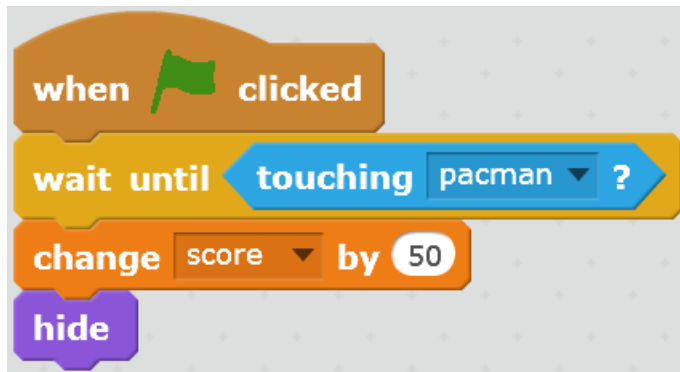 when clicked
wait until touching pacman ?
change score by 50
hide